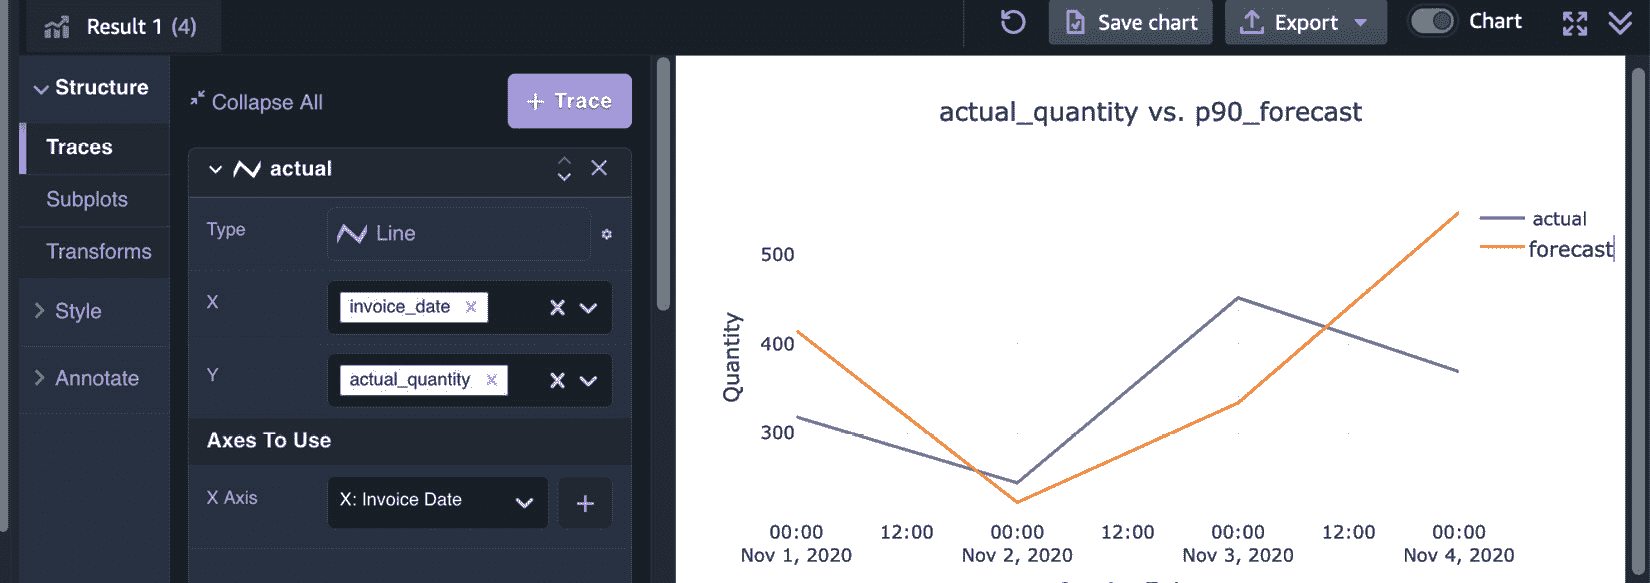 Result 1 (4)
Save chart
Export
Chart
Structure
Traces
Subplots
Transforms
Style
Annotate
Collapse All
+ Trace
actual
Type
Line
X
invoice_date
Y
actual_quantity
Axes To Use
X Axis
X: Invoice Date
actual_quantity vs. p90_forecast
actual
forecast
Quantity
500
400
300
00:00 12:00 00:00 12:00 00:00 12:00 00:00
Nov 1, 2020 Nov 2, 2020 Nov 3, 2020 Nov 4, 2020